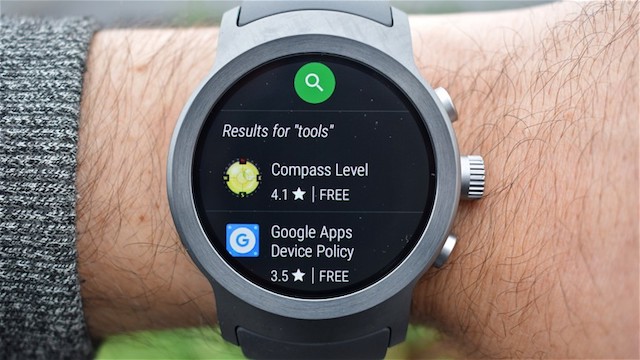 Results for "tools"
Compass Level
4.1 ★ | FREE
Google Apps
Device Policy
3.5 ★ | FREE